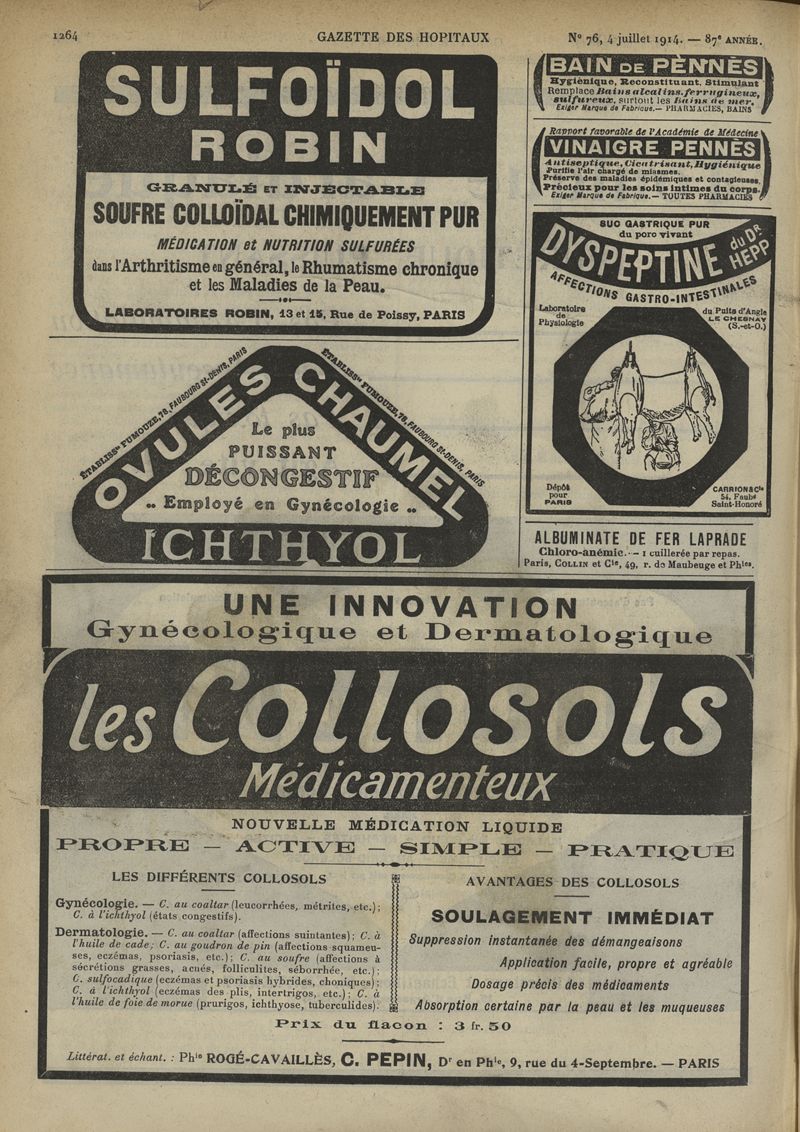 1264
GAZETTE DES HOPITAUX
N° 76, 4 juillet 1914. — 87e ANNÉE.
SULFOÏDOL
ROBIN
GRANULÉ ET INJECTABLE
SOUFRE COLLOÏDAL CHIMIQUEMENT PUR
MÉDICATION et NUTRITION SULFURÉES
dans l'Arthritisme en général, le Rhumatisme chronique
et les Maladies de la Peau.
LABORATOIRES ROBIN, 13 et 15, Rue de Poissy, PARIS
BAIN DE PENNÈS
Hygiénique, Reconstituant, Stimulant
Remplace Bains alcalins, ferrugineux,
sulfureux, surtout les Bains de mer.
Exiger Marque de Fabrique. — PHARMACIES, BAINS
Rapport favorable de l'Académie de Médecine
VINAIGRE PENNÈS
Antiseptique, Cicatrisant, Hygiénique
Purifie l'air chargé de miasmes.
Préserve des maladies épidémiques et contagieuses.
Précieux pour les soins intimes du corps.
Exiger Marque de Fabrique. — TOUTES PHARMACIES
SUC GASTRIQUE PUR
du porc vivant
DYSPEPTINE du DR HEPP
AFFECTIONS GASTRO-INTESTINALES
Laboratoire
de
Physiologie
du Puits d'Angle
LE CHESNAY
(S.-et-O.)
Dépôt
pour
PARIS
CARRION & Cie
54, Faubg
Saint-Honoré
ÉTABLISSts FUMOUZE, 78, FAUBOURG St-DENIS, PARIS
ÉTABLISSts FUMOUZE, 78, FAUBOURG St-DENIS, PARIS
OVULES CHAUMEL
Le plus
PUISSANT
DÉCONGESTIF
„ Employé en Gynécologie „
ICHTHYOL
ALBUMINATE DE FER LAPRADE
Chloro-anémie. — 1 cuillerée par repas.
Paris, COLLIN et Cie, 49, r. de Maubeuge et Phies.
UNE INNOVATION
Gynécologique et Dermatologique
les Collosols
Médicamenteux
NOUVELLE MÉDICATION LIQUIDE
PROPRE — ACTIVE — SIMPLE — PRATIQUE
LES DIFFÉRENTS COLLOSOLS
Gynécologie. — C. au coaltar (leucorrhées, métrites, etc.);
C. à l'ichthyol (états congestifs).
Dermatologie. — C. au coaltar (affections suintantes); C. à
l'huile de cade; C. au goudron de pin (affections squameu-
ses, eczémas, psoriasis, etc.); C. au soufre (affections à
sécrétions grasses, acnés, folliculites, séborrhée, etc.);
C. sulfocadique (eczémas et psoriasis hybrides, choniques);
C. à l'ichthyol (eczémas des plis, intertrigos, etc.); C. à
l'huile de foie de morue (prurigos, ichthyose, tuberculides).
AVANTAGES DES COLLOSOLS
SOULAGEMENT IMMÉDIAT
Suppression instantanée des démangeaisons
Application facile, propre et agréable
Dosage précis des médicaments
Absorption certaine par la peau et les muqueuses
Prix du flacon : 3 fr. 50
Littérat. et échant. : Phie ROGÉ-CAVAILLÈS, C. PEPIN, Dr en Phie, 9, rue du 4-Septembre. — PARIS